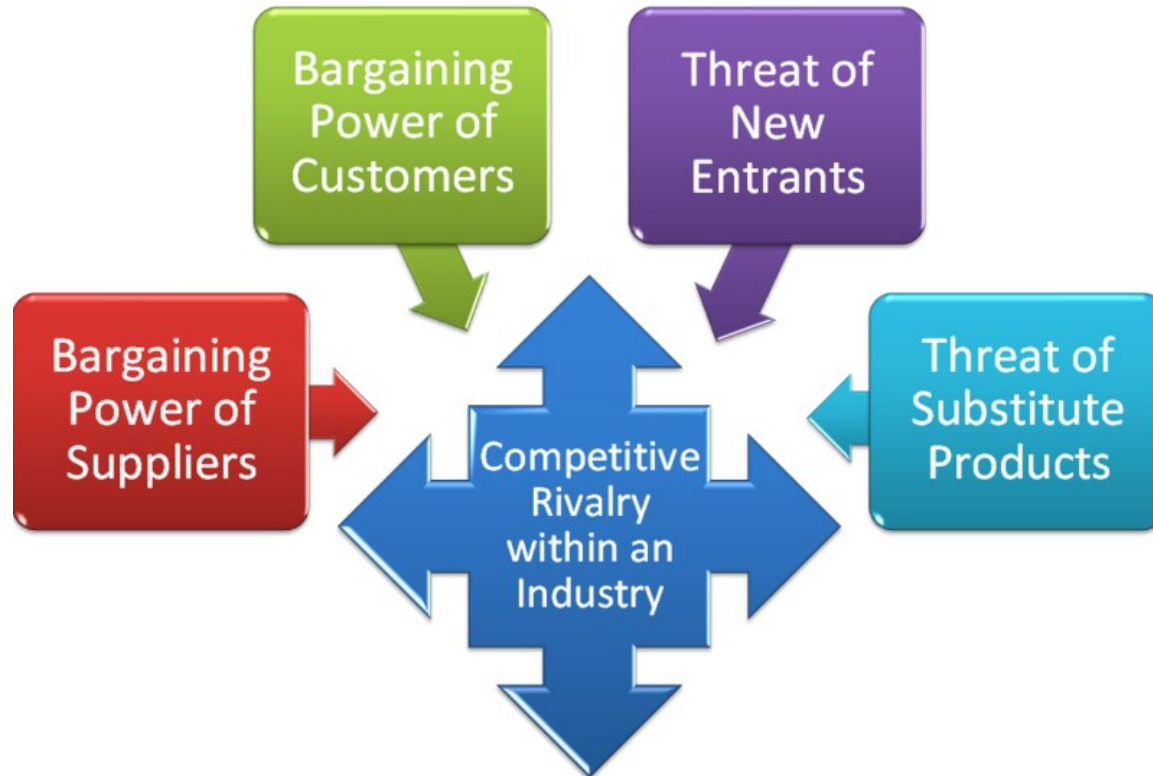 Bargaining
Power of
Customers
Threat of
New
Entrants
Bargaining
Power of
Suppliers
Threat of
Substitute
Products
Competitive
Rivalry
within an
Industry